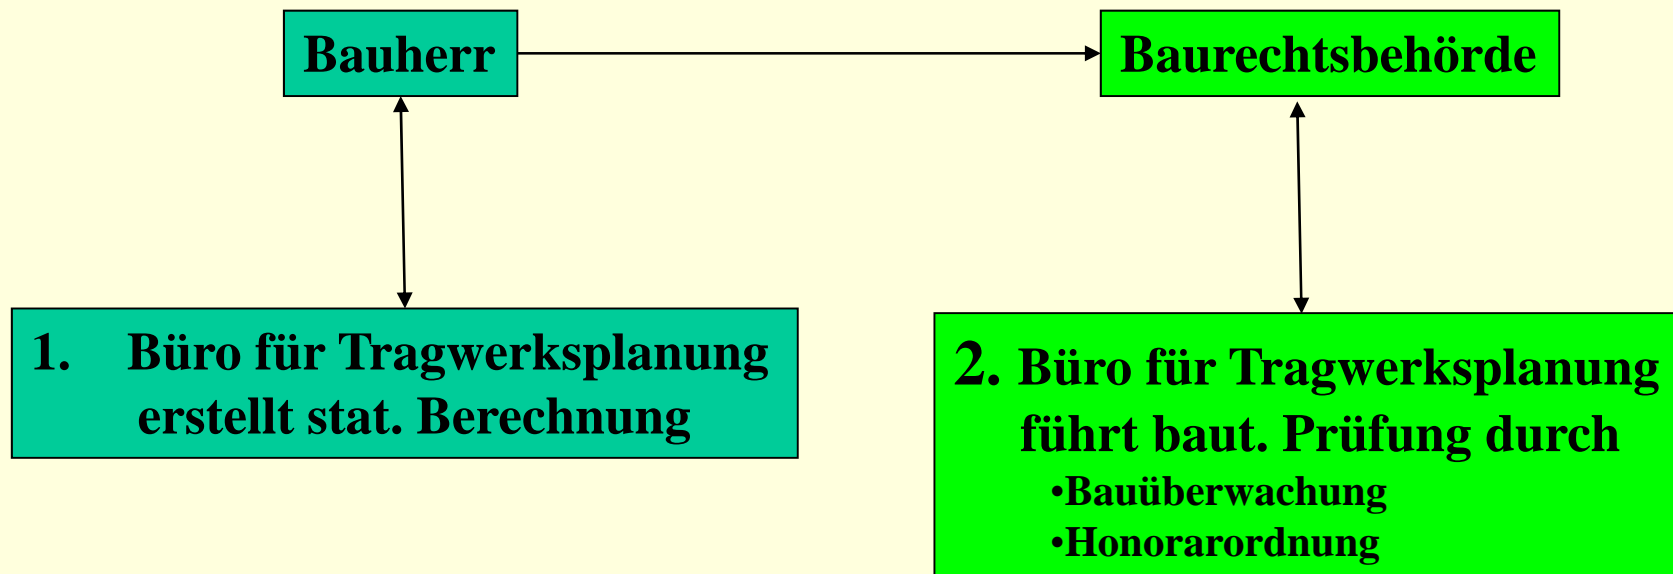 Bauherr
Baurechtsbehörde
1. Büro für Tragwerksplanung
erstellt stat. Berechnung
2. Büro für Tragwerksplanung
führt baut. Prüfung durch
•Bauüberwachung
•Honorarordnung